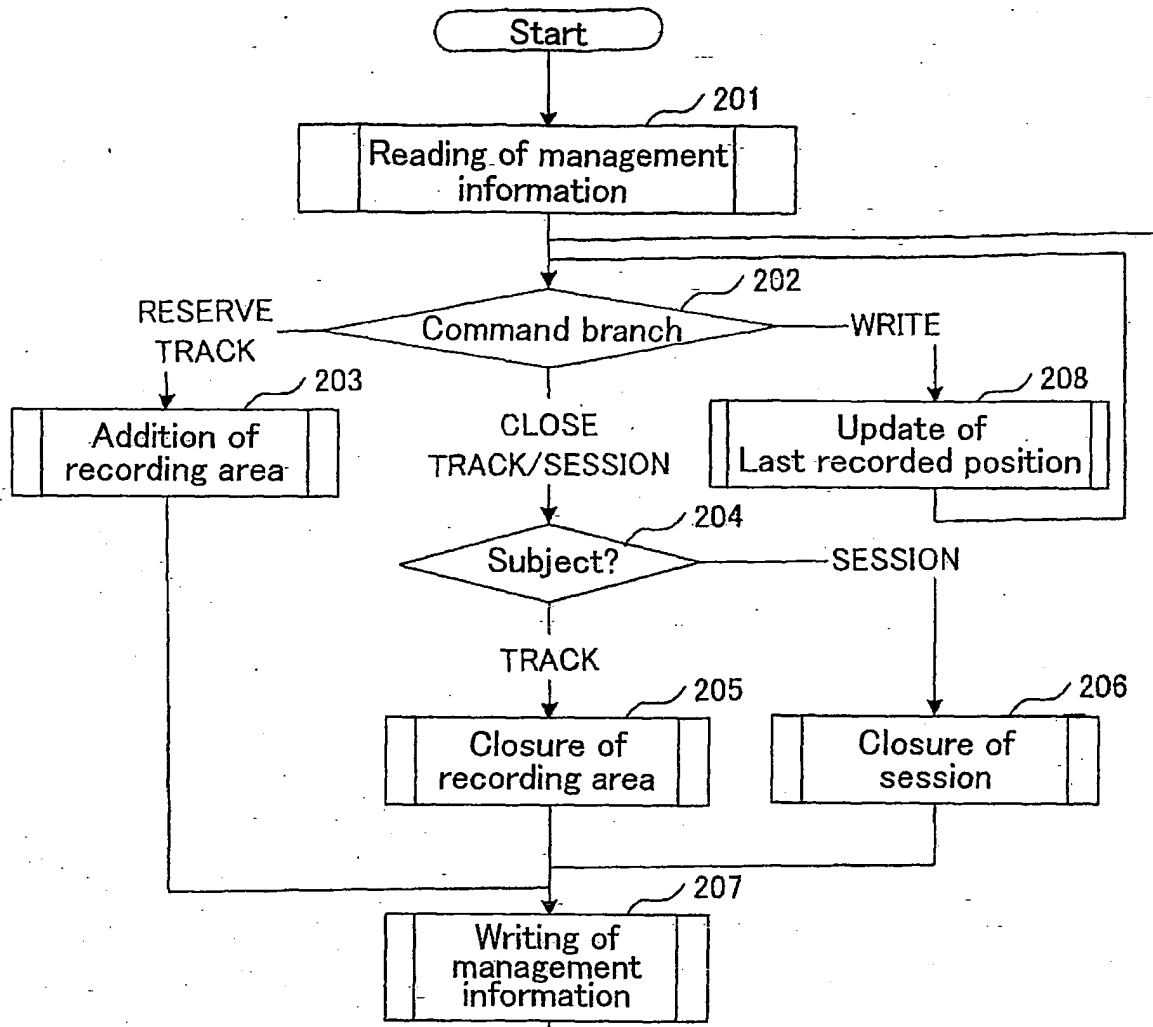 Start
201
Reading of management
information
202
Command branch
RESERVE
TRACK
WRITE
203
Addition of
recording area
CLOSE
TRACK/SESSION
208
Update of
Last recorded position
204
Subject?
SESSION
TRACK
205
Closure of
recording area
206
Closure of
session
207
Writing of
management
information